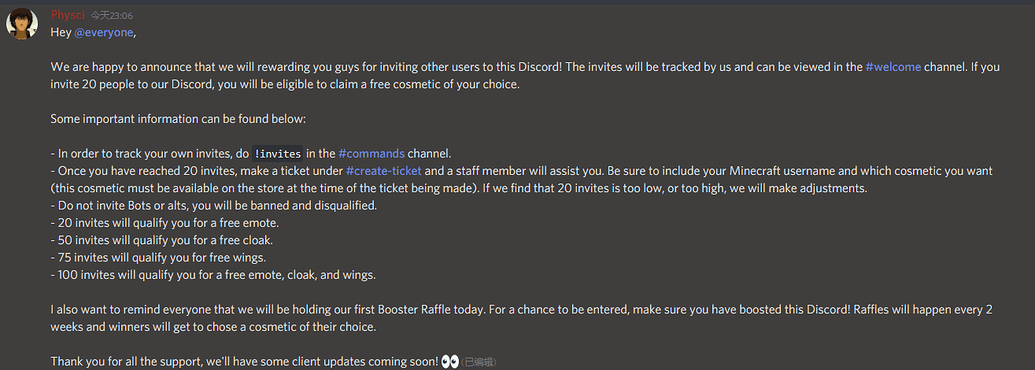 Physci 今天23:06
Hey @everyone,
We are happy to announce that we will rewarding you guys for inviting other users to this Discord! The invites will be tracked by us and can be viewed in the #welcome channel. If you
invite 20 people to our Discord, you will be eligible to claim a free cosmetic of your choice.
Some important information can be found below:
- In order to track your own invites, do !invites in the #commands channel.
- Once you have reached 20 invites, make a ticket under #create-ticket and a staff member will assist you. Be sure to include your Minecraft username and which cosmetic you want
(this cosmetic must be available on the store at the time of the ticket being made). If we find that 20 invites is too low, or too high, we will make adjustments.
- Do not invite Bots or alts, you will be banned and disqualified.
- 20 invites will qualify you for a free emote.
- 50 invites will qualify you for a free cloak.
- 75 invites will qualify you for free wings.
- 100 invites will qualify you for a free emote, cloak, and wings.
I also want to remind everyone that we will be holding our first Booster Raffle today. For a chance to be entered, make sure you have boosted this Discord! Raffles will happen every 2
weeks and winners will get to chose a cosmetic of their choice.
Thank you for all the support, we'll have some client updates coming soon! 👀 (已编辑)